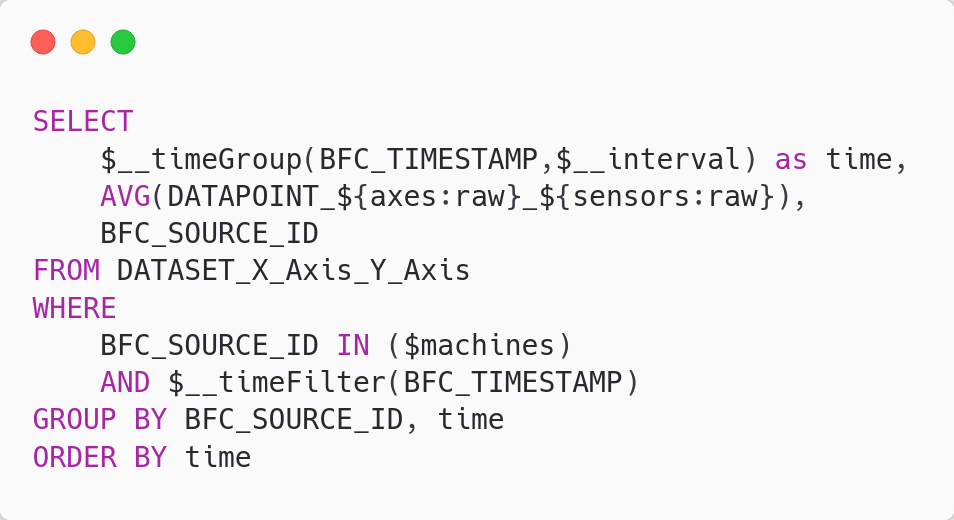 SELECT
    $__timeGroup(BFC_TIMESTAMP,$__interval) as time,
    AVG(DATAPOINT_${axes:raw}_${sensors:raw}),
    BFC_SOURCE_ID
FROM DATASET_X_Axis_Y_Axis
WHERE
    BFC_SOURCE_ID IN ($machines)
    AND $__timeFilter(BFC_TIMESTAMP)
GROUP BY BFC_SOURCE_ID, time
ORDER BY time